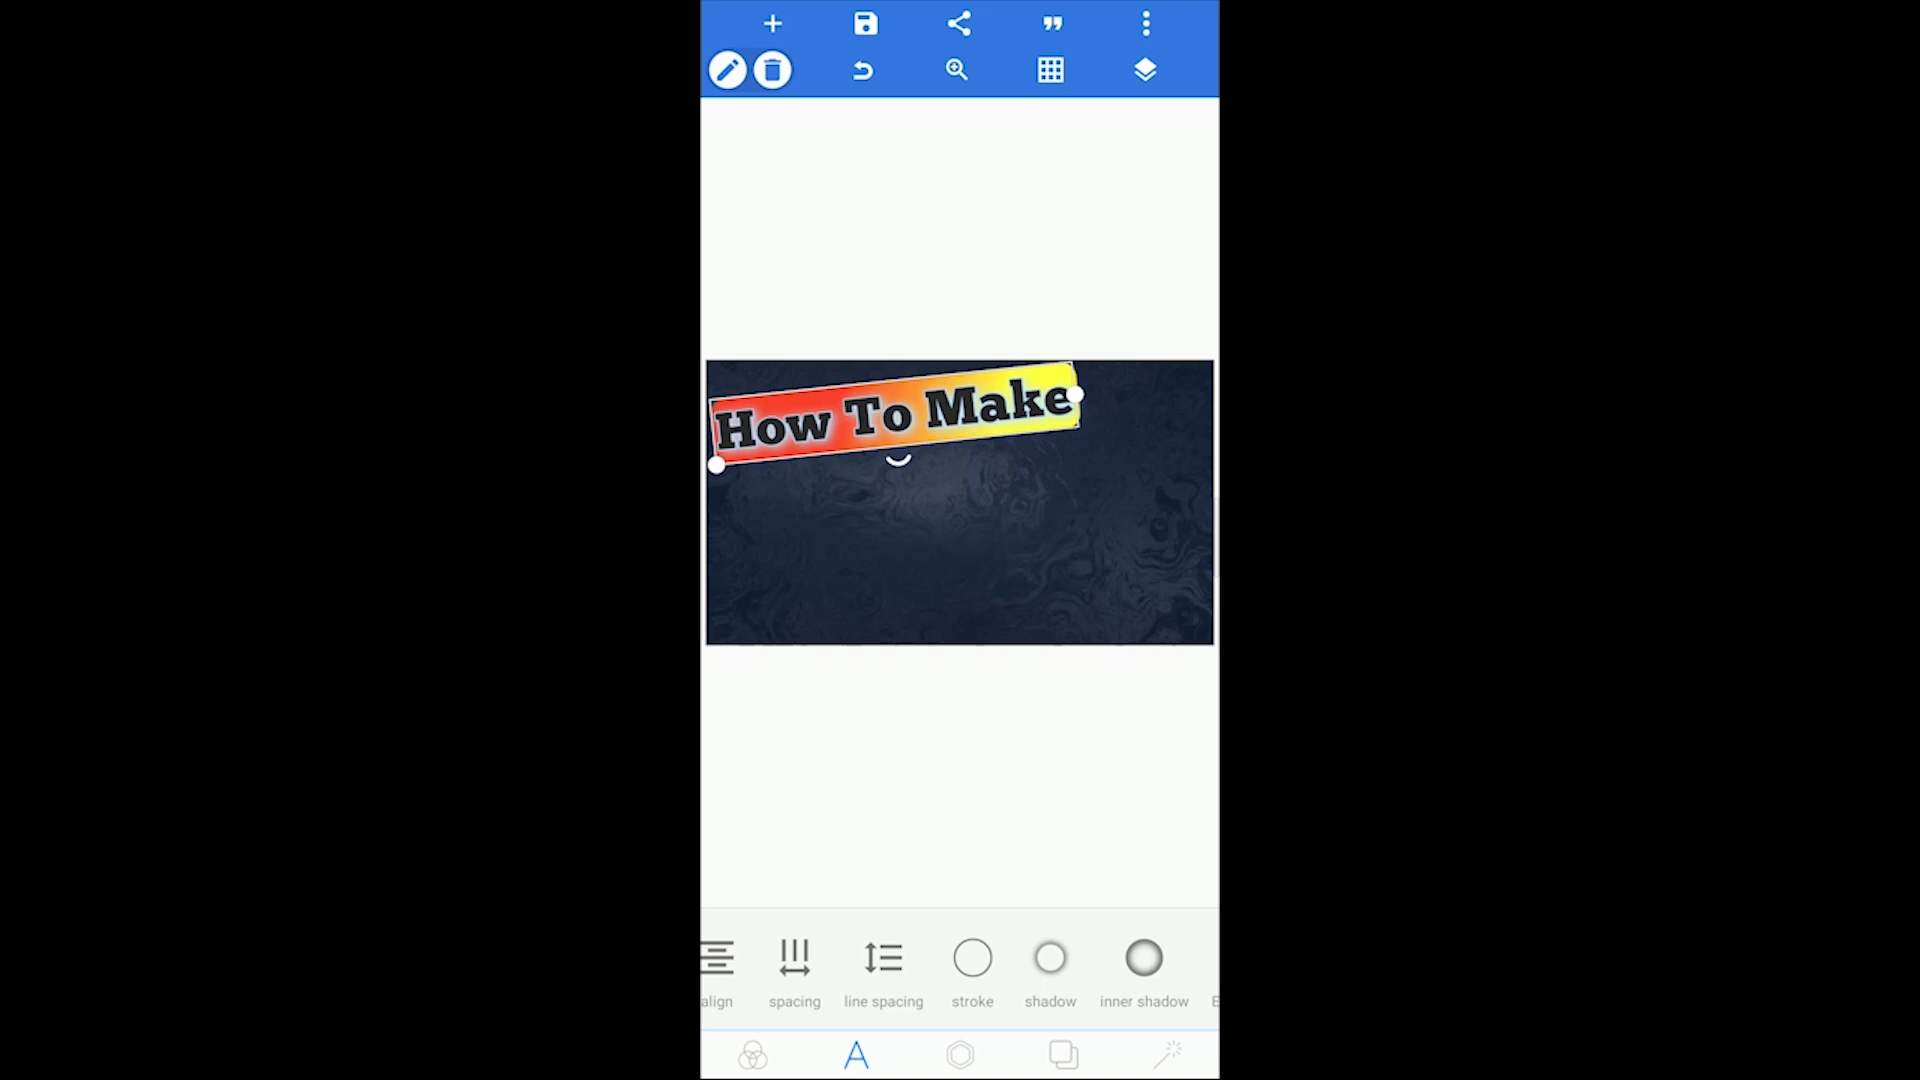 How To Make
align
spacing
line spacing
stroke
shadow
inner shadow